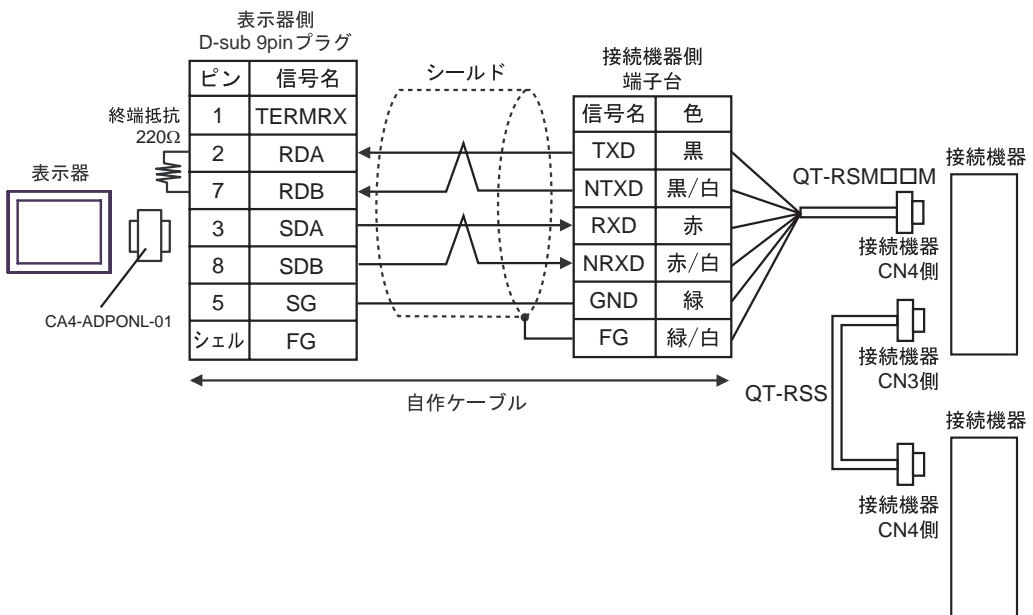 表示器側
D-sub 9pinプラグ
ピン 信号名
1 TERMRX
2 RDA
7 RDB
3 SDA
8 SDB
5 SG
シェル FG
終端抵抗
220Ω
表示器
CA4-ADPONL-01
シールド
接続機器側
端子台
信号名 色
TXD 黒
NTXD 黒/白
RXD 赤
NRXD 赤/白
GND 緑
FG 緑/白
自作ケーブル
QT-RSM□□M
接続機器
接続機器
CN4側
接続機器
CN3側
QT-RSS
接続機器
接続機器
CN4側